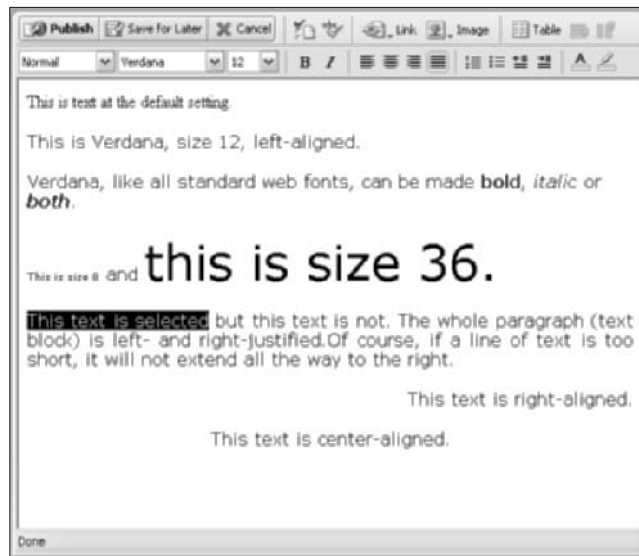 Publish Save for Later Cancel Link Image Table
Normal Verdana 12 B I A
This is text at the default setting.
This is Verdana, size 12, left-aligned.
Verdana, like all standard web fonts, can be made bold, italic or
both.
This is size 8 and this is size 36.
This text is selected but this text is not. The whole paragraph (text
block) is left- and right-justified.Of course, if a line of text is too
short, it will not extend all the way to the right.
This text is right-aligned.
This text is center-aligned.
Done